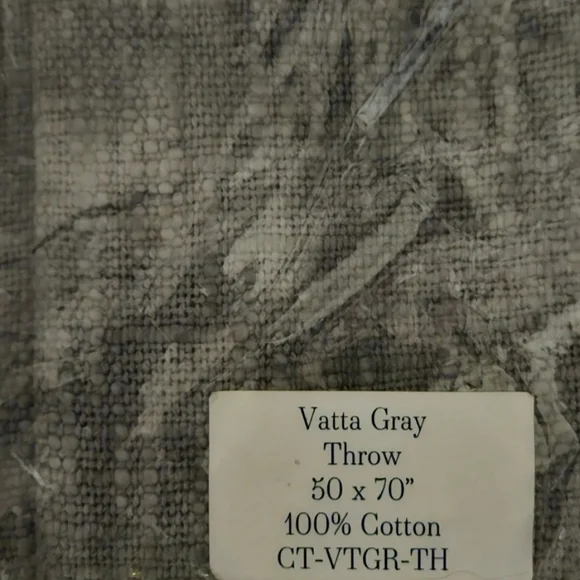 Vatta Gray
Throw
50 x 70”
100% Cotton
CT-VTGR-TH